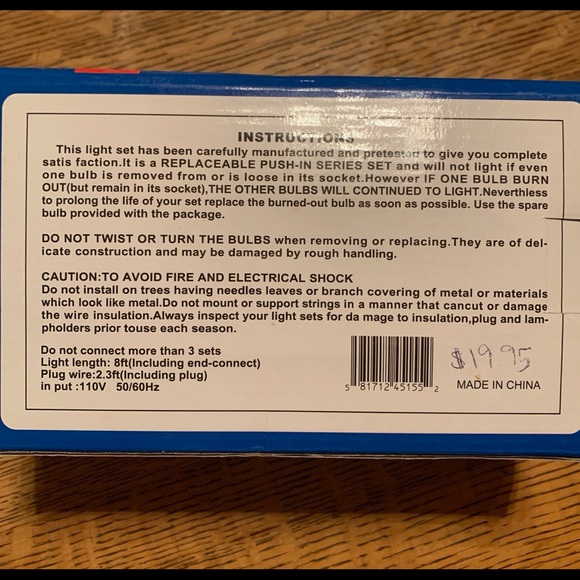 INSTRUCTIONS
This light set has been carefully manufactured and pretested to give you complete
satis faction.It is a REPLACEABLE PUSH-IN SERIES SET and will not light if even
one bulb is removed from or is loose in its socket.However IF ONE BULB BURN
OUT(but remain in its socket),THE OTHER BULBS WILL CONTINUED TO LIGHT.Neverthless
to prolong the life of your set replace the burned-out bulb as soon as possible. Use the spare
bulb provided with the package.
DO NOT TWIST OR TURN THE BULBS when removing or replacing.They are of del-
icate construction and may be damaged by rough handling.
CAUTION:TO AVOID FIRE AND ELECTRICAL SHOCK
Do not install on trees having needles leaves or branch covering of metal or materials
which look like metal.Do not mount or support strings in a manner that cancut or damage
the wire insulation.Always inspect your light sets for da mage to insulation,plug and lam-
pholders prior touse each season.
Do not connect more than 3 sets
Light length: 8ft(Including end-connect)
Plug wire:2.3ft(Including plug)
in put :110V 50/60Hz
5 81712 45155 2
$19.95
MADE IN CHINA